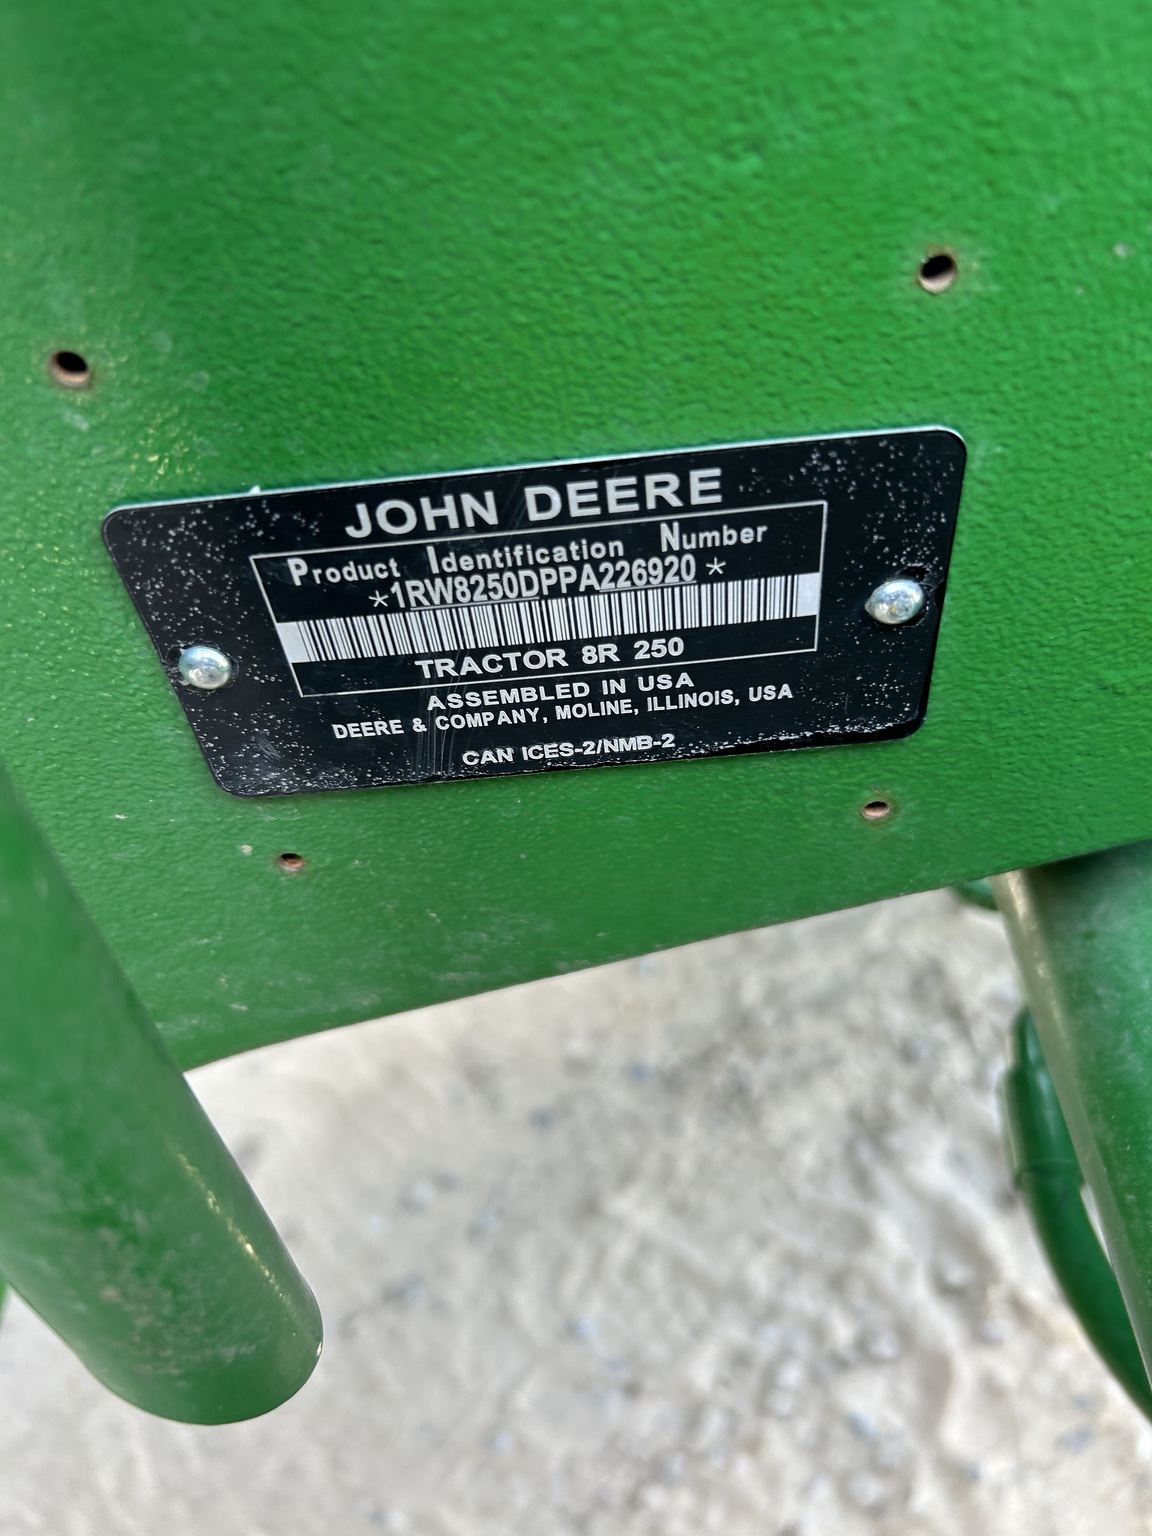 JOHN DEERE
Product Identification Number
*1RW8250DPPA226920*
TRACTOR 8R 250
ASSEMBLED IN USA
DEERE & COMPANY, MOLINE, ILLINOIS, USA
CAN ICES-2/NMB-2